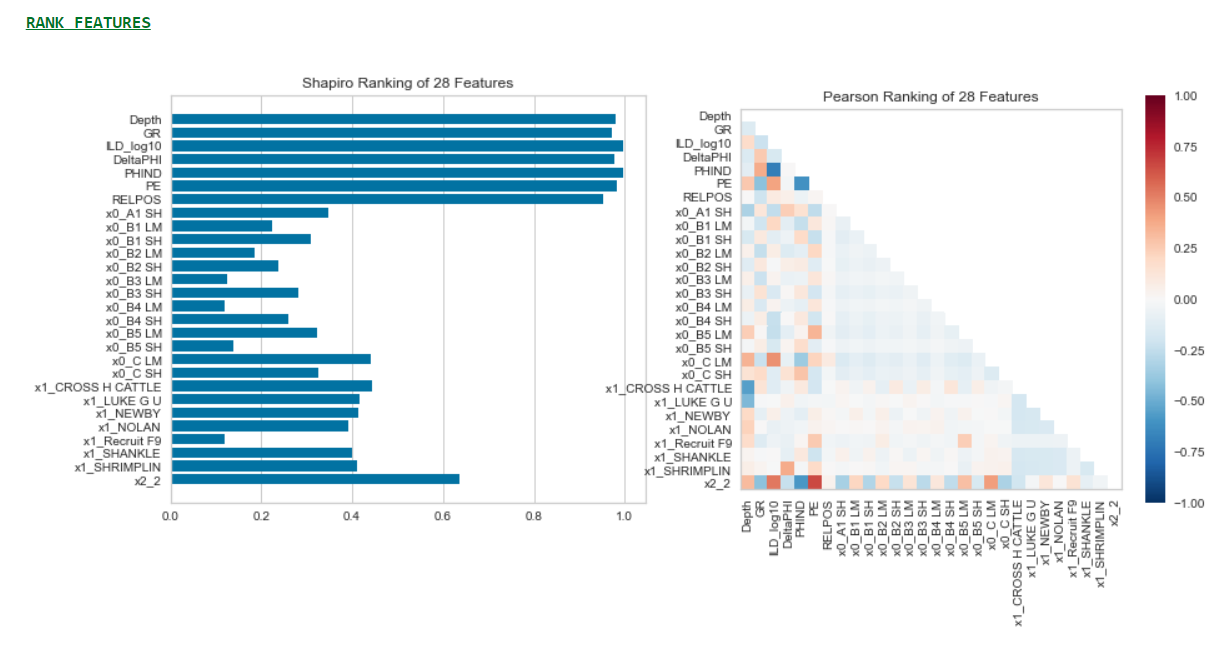 RANK FEATURES
Shapiro Ranking of 28 Features
Depth
GR
ILD_log10
DeltaPHI
PHIND
PE
RELPOS
x0_A1 SH
x0_B1 LM
x0_B1 SH
x0_B2 LM
x0_B2 SH
x0_B3 LM
x0_B3 SH
x0_B4 LM
x0_B4 SH
x0_B5 LM
x0_B5 SH
x0_C LM
x0_C SH
x1_CROSS H CATTLE
x1_LUKE G U
x1_NEWBY
x1_NOLAN
x1_Recruit F9
x1_SHANKLE
x1_SHRIMPLIN
x2_2
0.0 0.2 0.4 0.6 0.8 1.0
Pearson Ranking of 28 Features
Depth
GR
ILD_log10
DeltaPHI
PHIND
PE
RELPOS
x0_A1 SH
x0_B1 LM
x0_B1 SH
x0_B2 LM
x0_B2 SH
x0_B3 LM
x0_B3 SH
x0_B4 LM
x0_B4 SH
x0_B5 LM
x0_B5 SH
x0_C LM
x0_C SH
x1_CROSS H CATTLE
x1_LUKE G U
x1_NEWBY
x1_NOLAN
x1_Recruit F9
x1_SHANKLE
x1_SHRIMPLIN
x2_2
Depth
GR
ILD_log10
DeltaPHI
PHIND
PE
RELPOS
x0_A1 SH
x0_B1 LM
x0_B1 SH
x0_B2 LM
x0_B2 SH
x0_B3 LM
x0_B3 SH
x0_B4 LM
x0_B4 SH
x0_B5 LM
x0_B5 SH
x0_C LM
x0_C SH
x1_CROSS H CATTLE
x1_LUKE G U
x1_NEWBY
x1_NOLAN
x1_Recruit F9
x1_SHANKLE
x1_SHRIMPLIN
x2_2
1.00
0.75
0.50
0.25
0.00
−0.25
−0.50
−0.75
−1.00